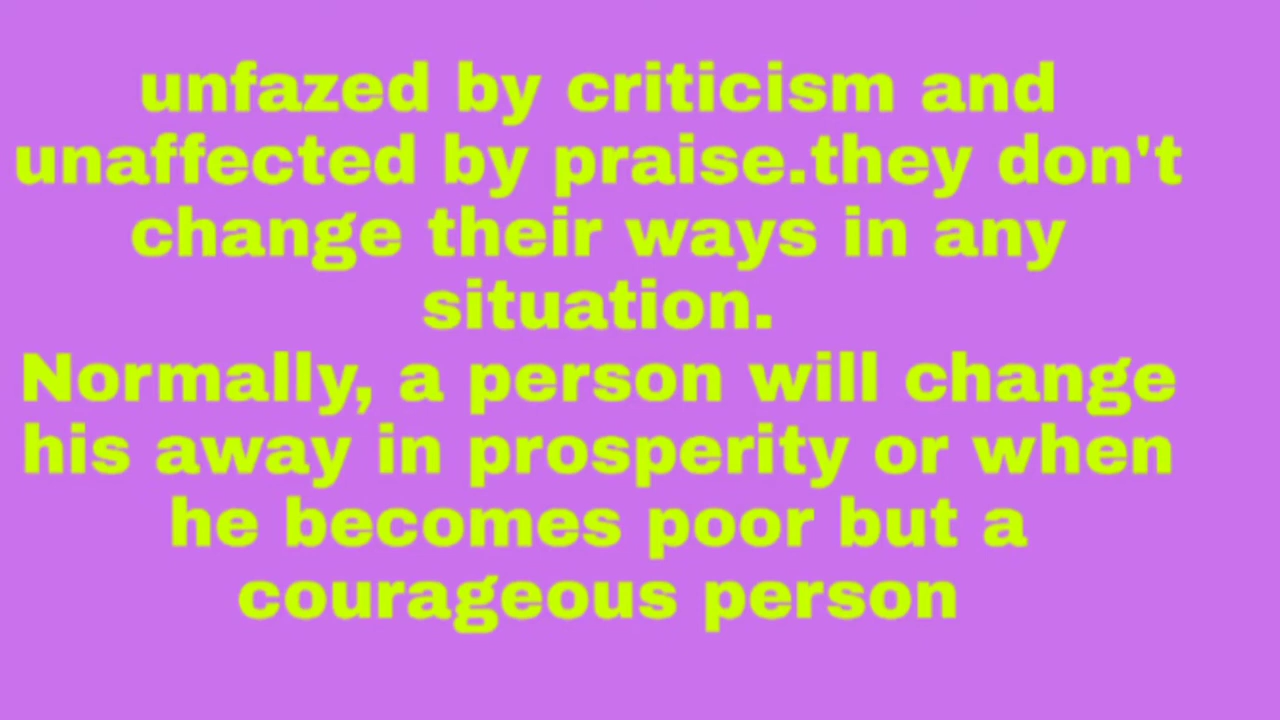 unfazed by criticism and
unaffected by praise.they don't
change their ways in any
situation.
Normally, a person will change
his away in prosperity or when
he becomes poor but a
courageous person